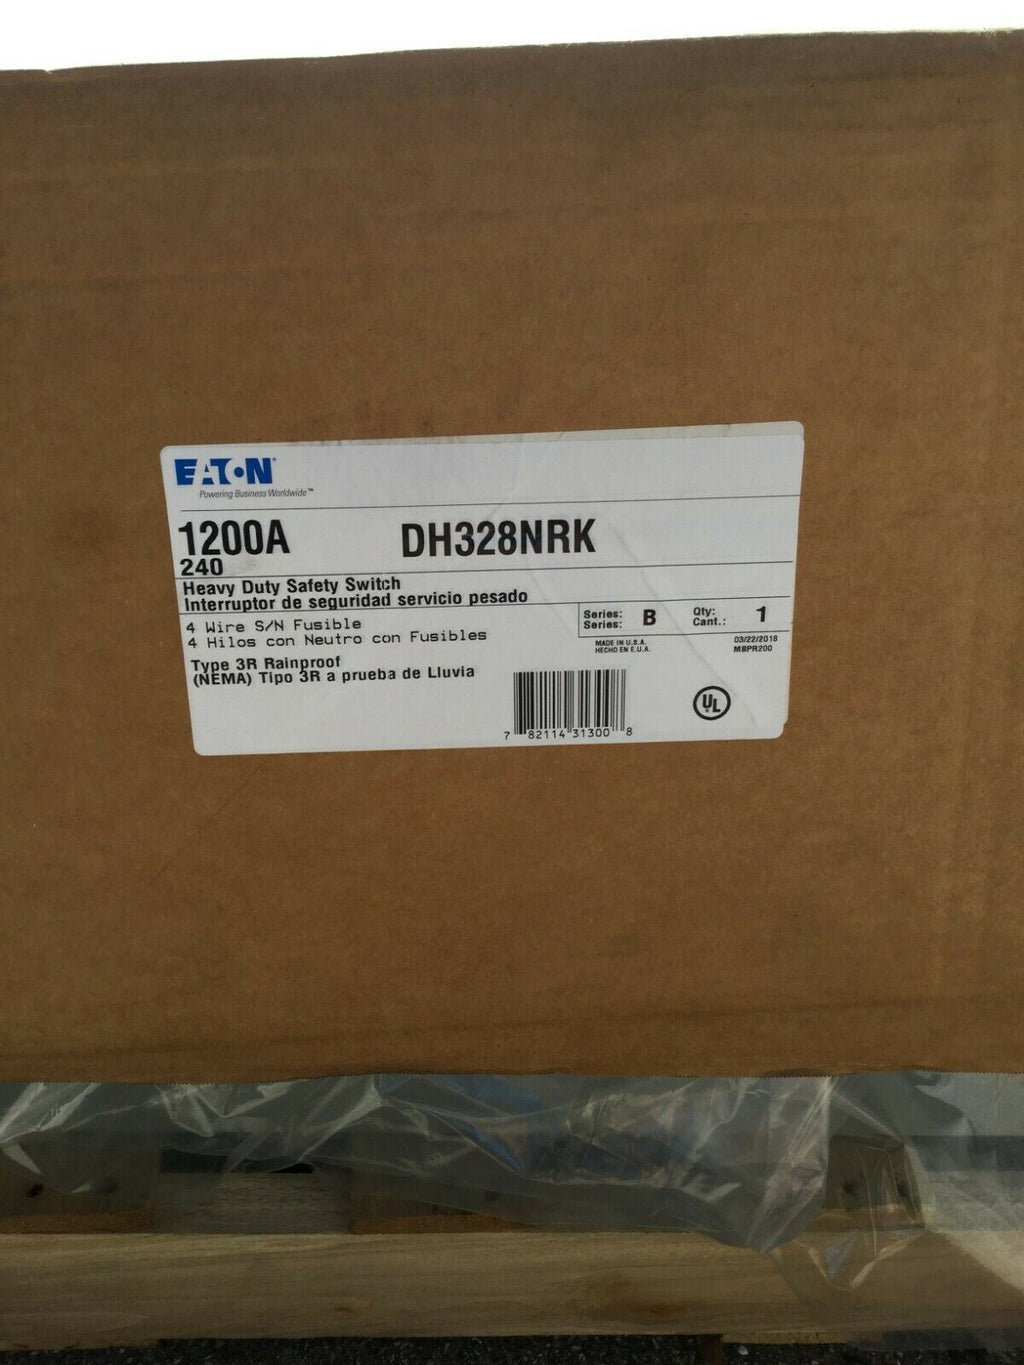 EATON
Powering Business Worldwide™
1200A DH328NRK
240
Heavy Duty Safety Switch
Interruptor de seguridad servicio pesado
4 Wire S/N Fusible
4 Hilos con Neutro con Fusibles
Series: B Qty: 1
Series: Cant.:
MADE IN U.S.A. 03/22/2018
HECHO EN E.U.A. MBPR200
Type 3R Rainproof
(NEMA) Tipo 3R a prueba de Lluvia
UL
7 82114 31300 8